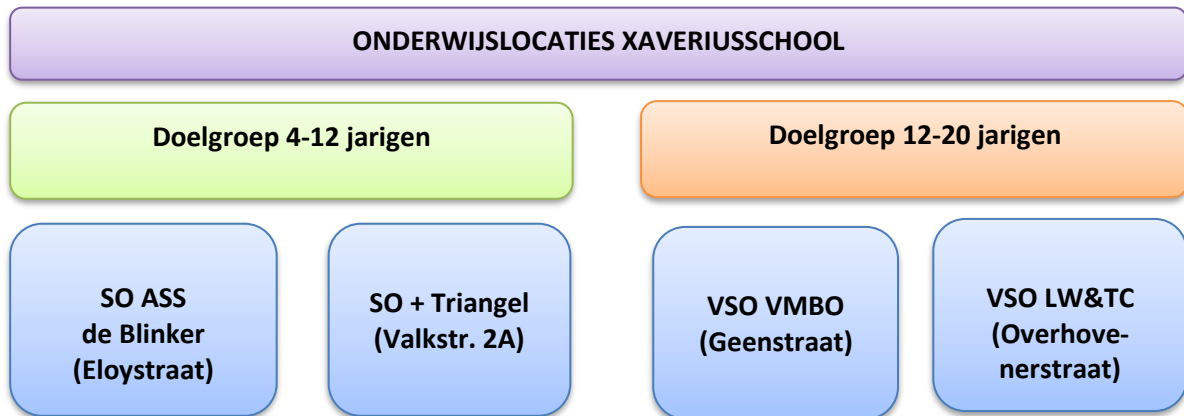 ONDERWIJSLOCATIES XAVERIUSSCHOOL
Doelgroep 4-12 jarigen
Doelgroep 12-20 jarigen
SO ASS
de Blinker
(Eloystraat)
SO + Triangel
(Valkstr. 2A)
VSO VMBO
(Geenstraat)
VSO LW&TC
(Overhove-
nerstraat)